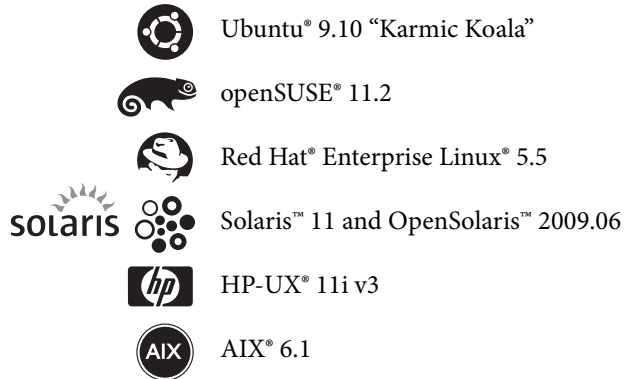 Ubuntu® 9.10 “Karmic Koala”
openSUSE® 11.2
Red Hat® Enterprise Linux® 5.5
solaris Solaris™ 11 and OpenSolaris™ 2009.06
hp HP-UX® 11i v3
AIX AIX® 6.1